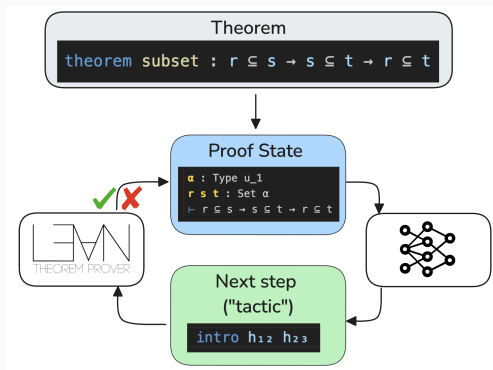 Theorem
theorem subset : r ⊆ s → s ⊆ t → r ⊆ t
Proof State
α : Type u_1
r s t : Set α
⊢ r ⊆ s → s ⊆ t → r ⊆ t
LEAN
THEOREM PROVER
Next step
("tactic")
intro h₁₂ h₂₃